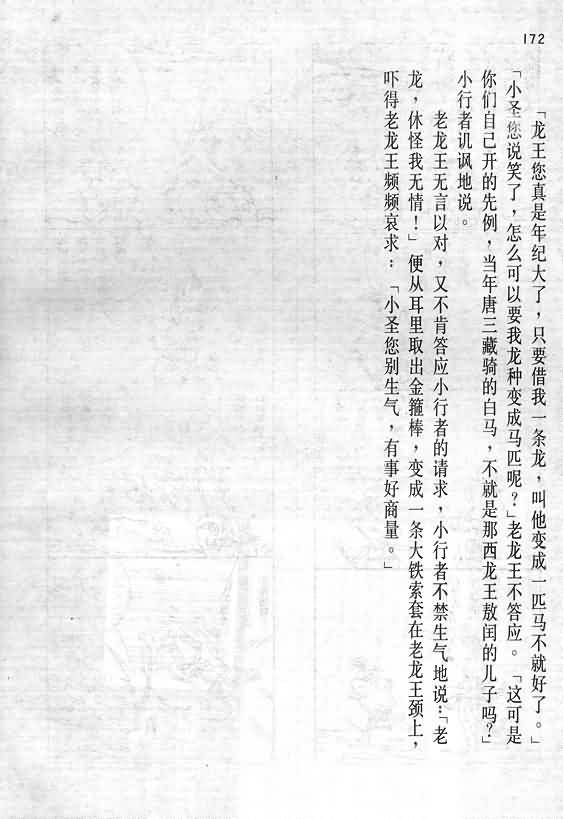 172
「龙王您真是年纪大了，只要借我一条龙，叫他变成一匹马不就好了。」
「小圣您说笑了，怎么可以要我龙种变成马匹呢？」老龙王不答应。「这可是
你们自己开的先例，当年唐三藏骑的白马，不就是那西龙王敖闰的儿子吗？」
小行者讥讽地说。
老龙王无言以对，又不肯答应小行者的请求，小行者不禁生气地说：「老
龙，休怪我无情！」便从耳里取出金箍棒，变成一条大铁索套在老龙王颈上，
吓得老龙王频频哀求：「小圣您别生气，有事好商量。」